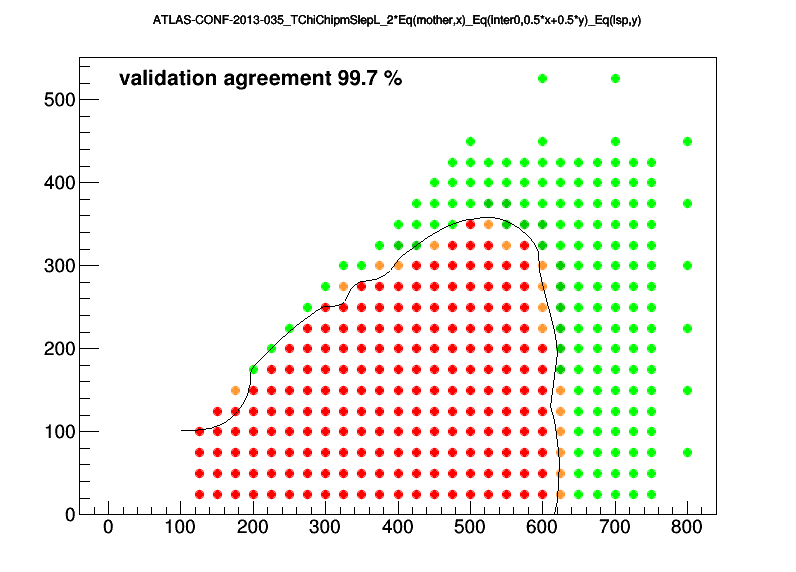 ATLAS-CONF-2013-035_TChiChipmSlepL_2*Eq(mother,x)_Eq(inter0,0.5*x+0.5*y)_Eq(lsp,y)
validation agreement 99.7 %
500
400
300
200
100
0
0 100 200 300 400 500 600 700 800